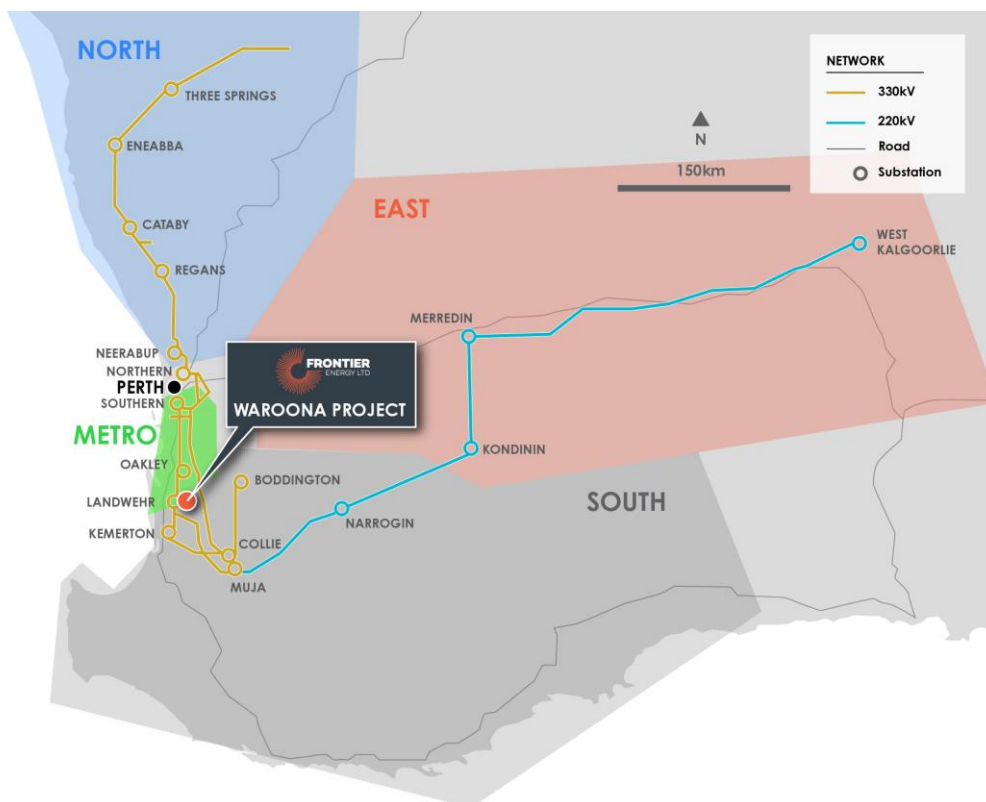 NORTH
THREE SPRINGS
ENEABBA
CATABY
REGANS
NEERABUP
NORTHERN
PERTH
SOUTHERN
METRO
OAKLEY
LANDWEHR
KEMERTON
FRONTIER
ENERGY LTD
WAROONA PROJECT
BODDINGTON
COLLIE
MUJA
NARROGIN
KONDININ
MERREDIN
EAST
WEST
KALGOORLIE
SOUTH
N
150km
NETWORK
330kV
220kV
Road
Substation